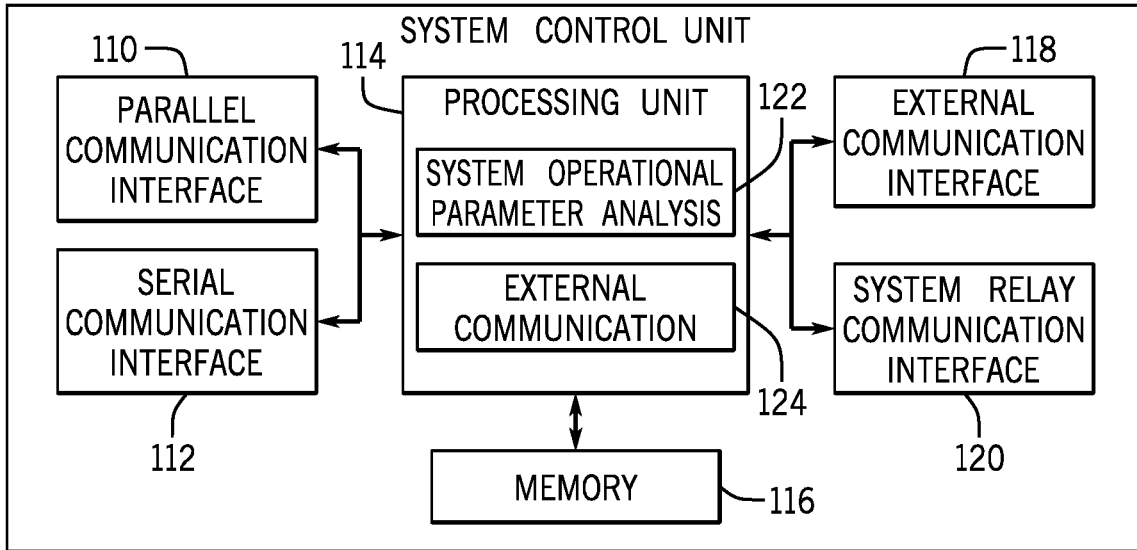 SYSTEM CONTROL UNIT
110
PARALLEL
COMMUNICATION
INTERFACE
SERIAL
COMMUNICATION
INTERFACE
112
114
PROCESSING UNIT
122
SYSTEM OPERATIONAL
PARAMETER ANALYSIS
EXTERNAL
COMMUNICATION
124
MEMORY
116
118
EXTERNAL
COMMUNICATION
INTERFACE
SYSTEM RELAY
COMMUNICATION
INTERFACE
120